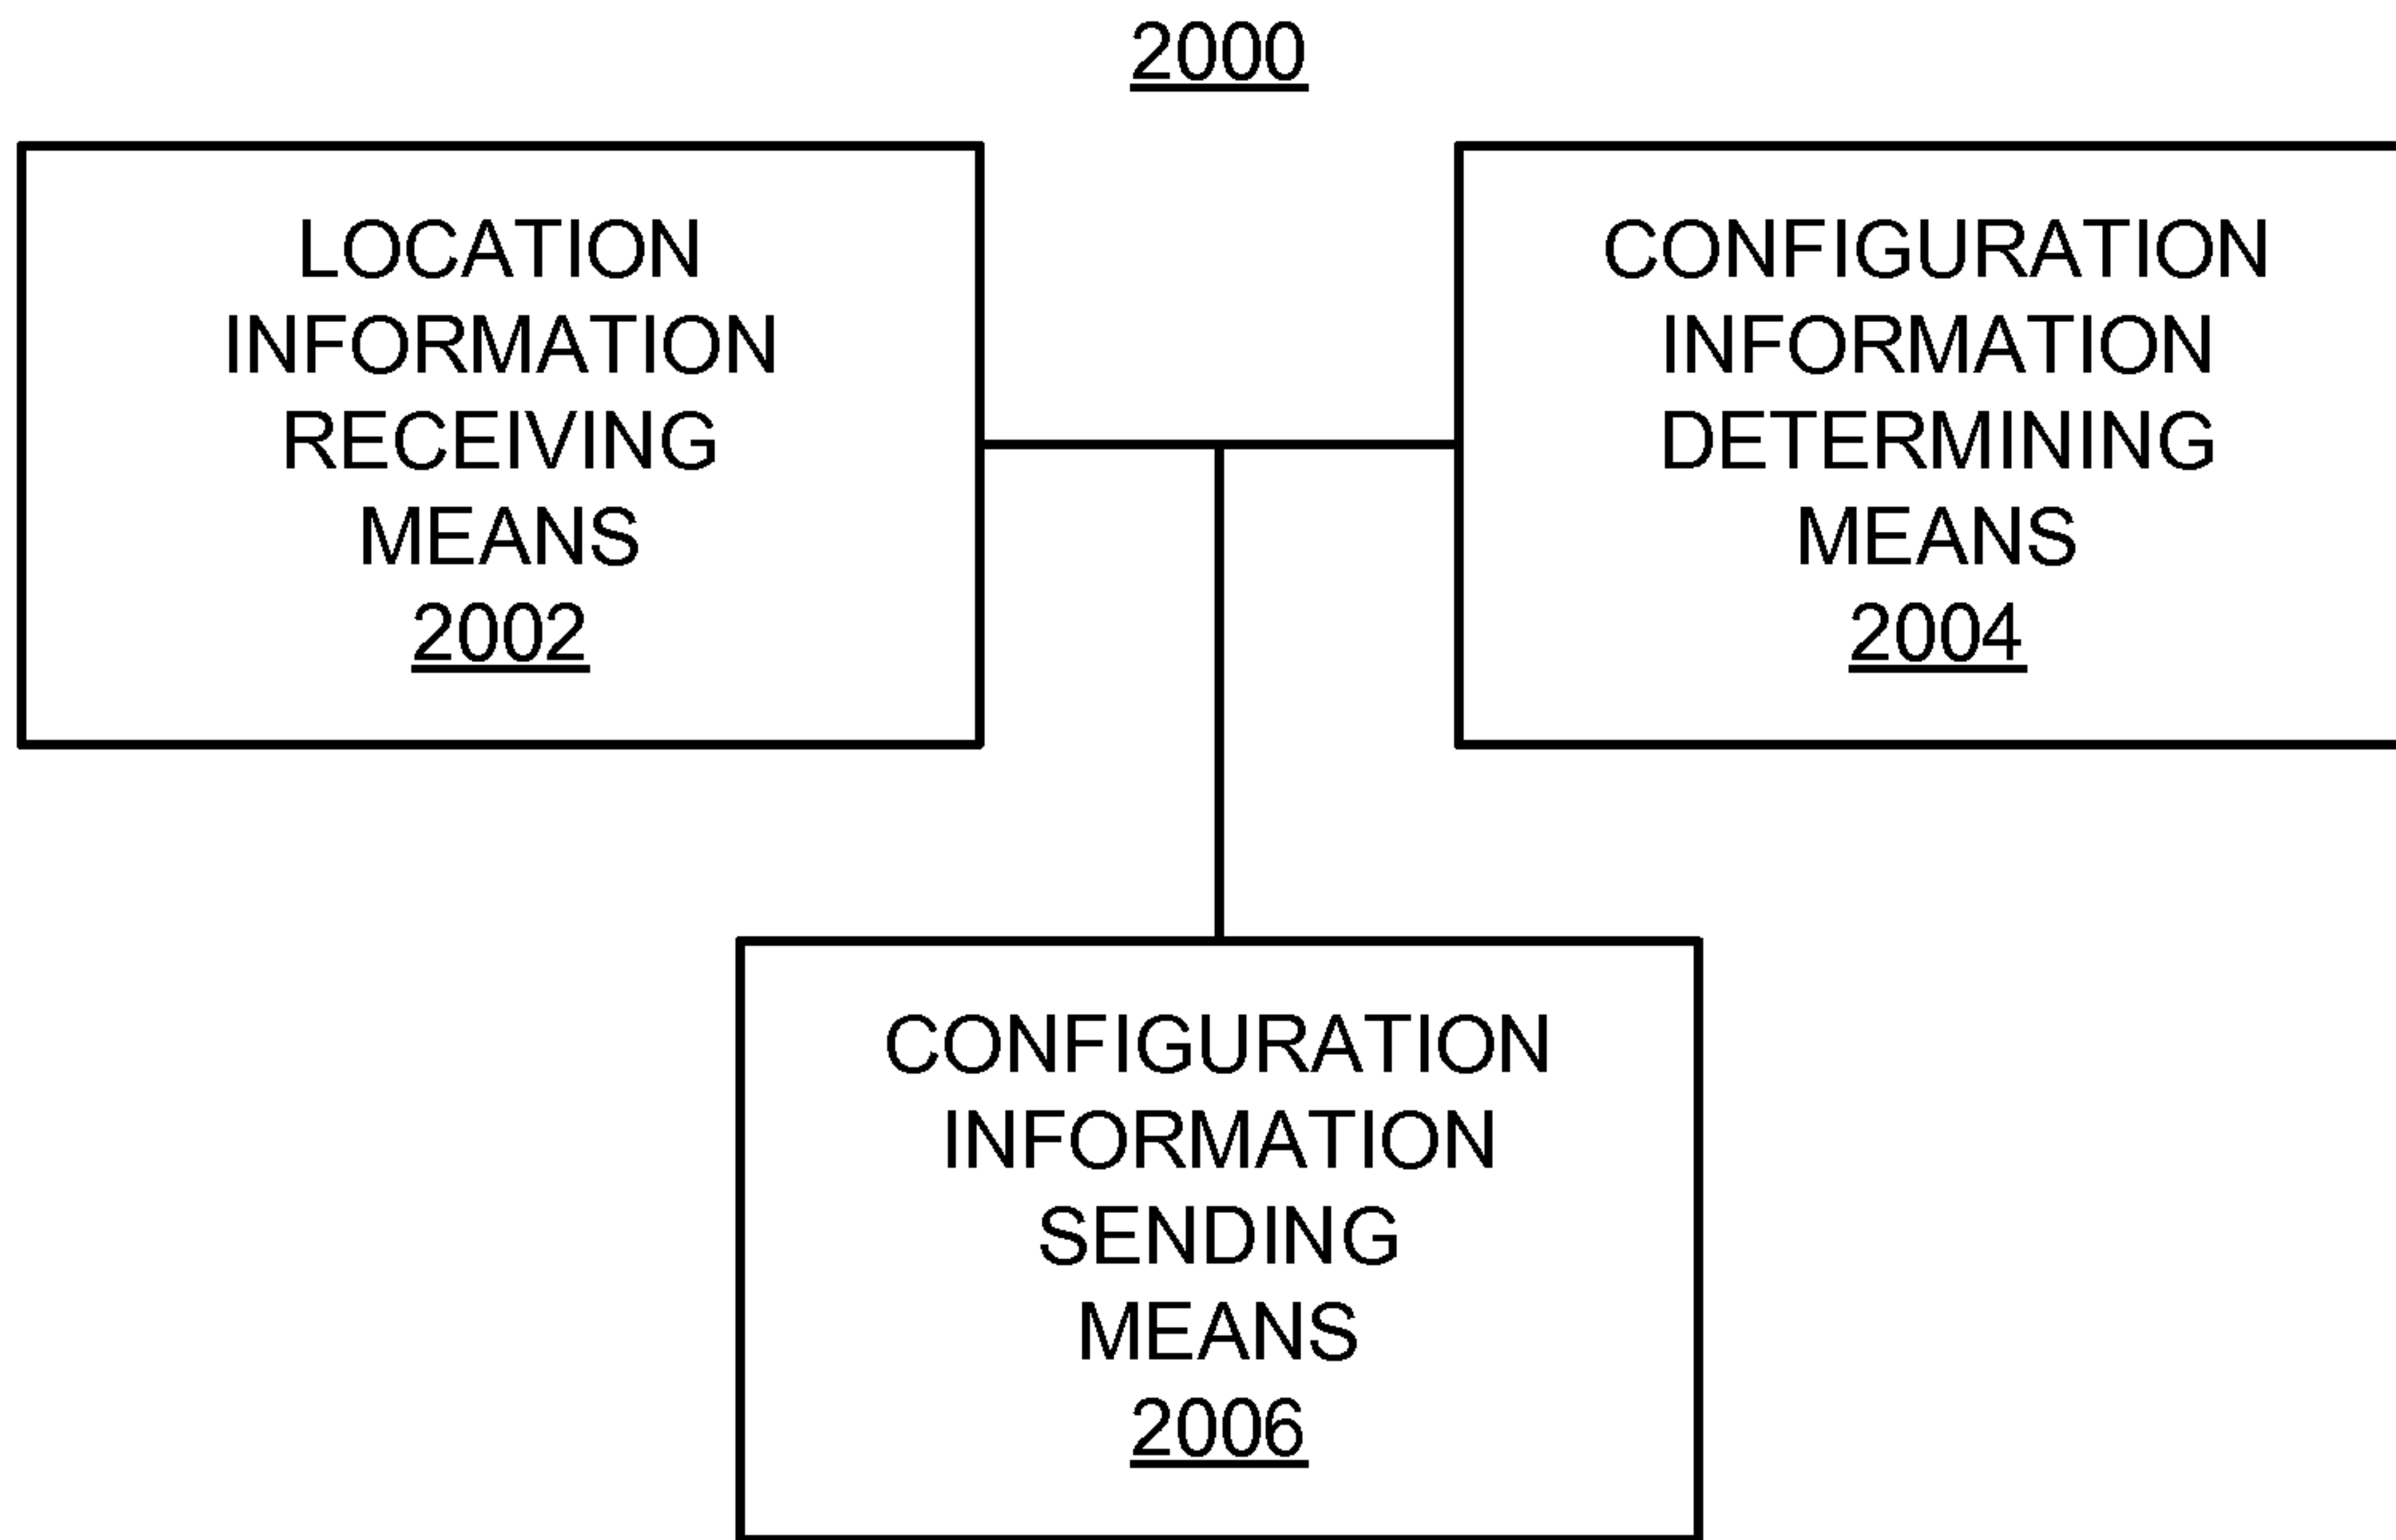 2000
LOCATION
INFORMATION
RECEIVING
MEANS
2002
CONFIGURATION
INFORMATION
DETERMINING
MEANS
2004
CONFIGURATION
INFORMATION
SENDING
MEANS
2006